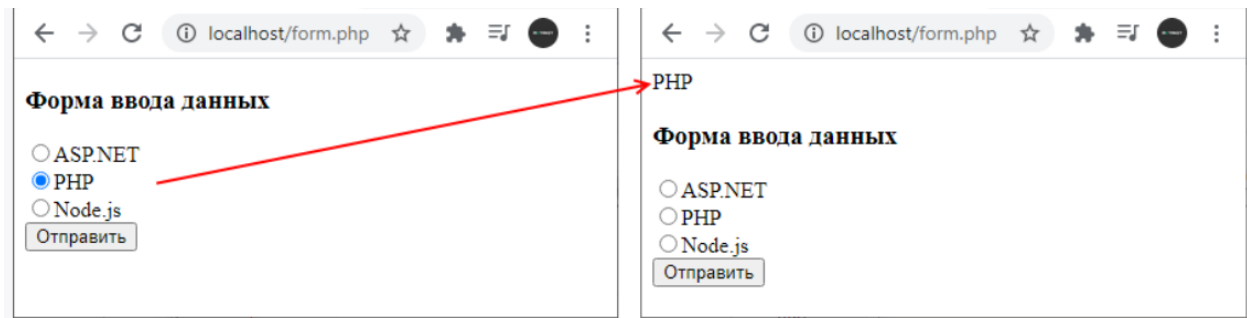 localhost/form.php
Форма ввода данных
ASP.NET
PHP
Node.js
Отправить
localhost/form.php
PHP
Форма ввода данных
ASP.NET
PHP
Node.js
Отправить